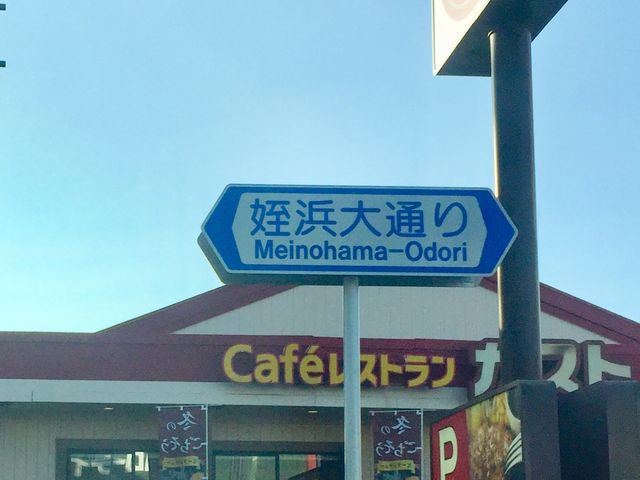 姪浜大通り
Meinohama-Odori
Caféレストラン ガスト
冬の
ごちそう
冬の
ごちそう
P